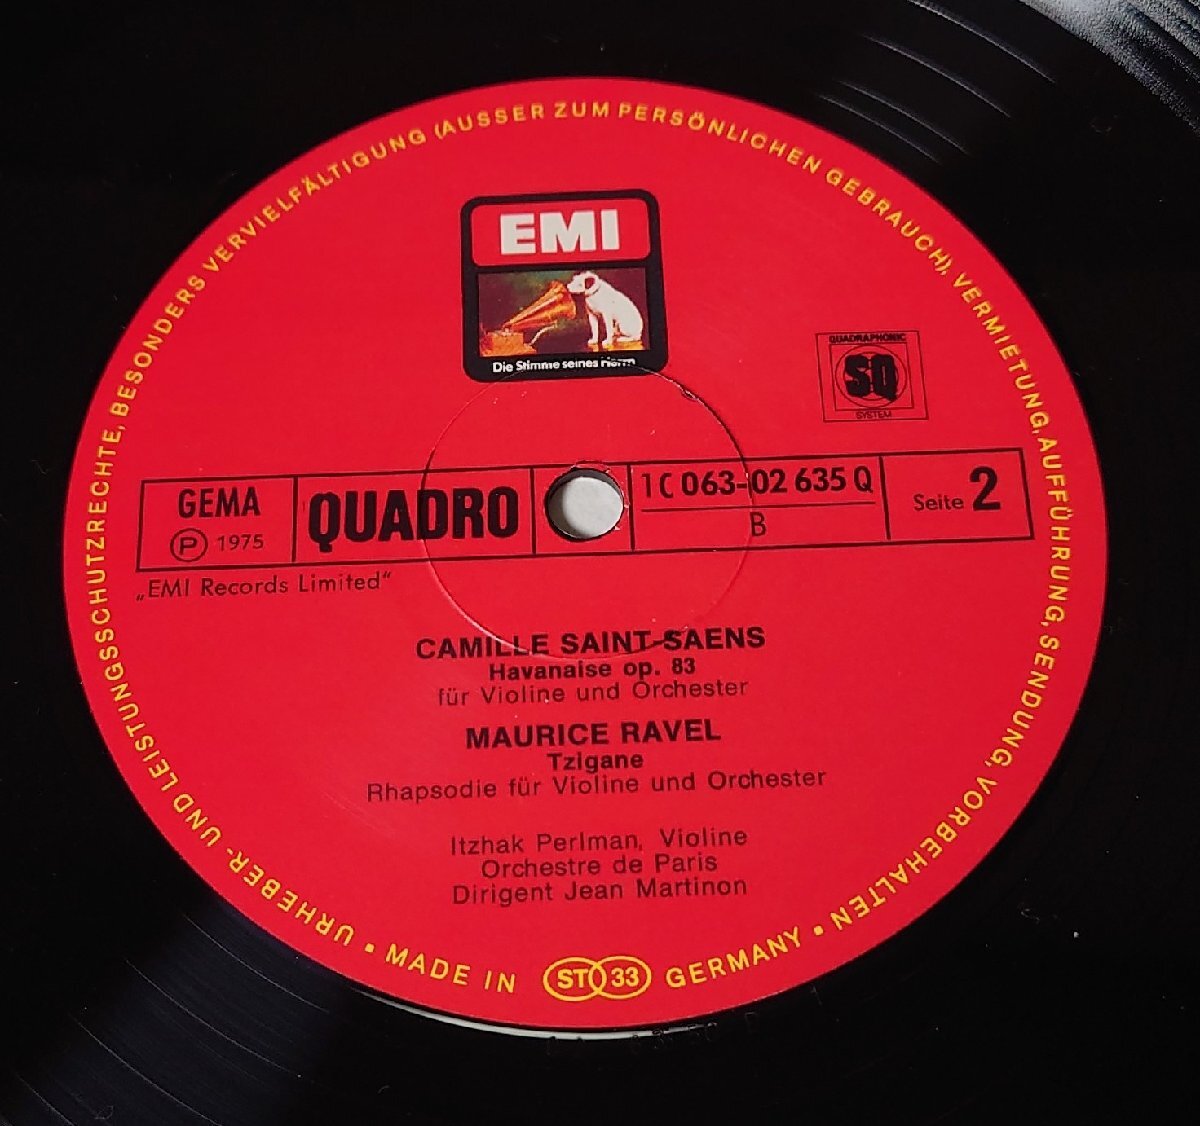 URHEBER- UND LEISTUNGSSCHUTZRECHTE, BESONDERS VERVIELFÄLTIGUNG (AUSSER ZUM PERSÖNLICHEN GEBRAUCH), VERMIETUNG, AUFFÜHRUNG, SENDUNG, VORBEHALTEN •
EMI
Die Stimme seines Herrn
QUADRAPHONIC
SQ
SYSTEM
GEMA
Ⓟ 1975
QUADRO
1 C 063-02 635 Q
B
Seite 2
„EMI Records Limited“
CAMILLE SAINT-SAENS
Havanaise op. 83
für Violine und Orchester
MAURICE RAVEL
Tzigane
Rhapsodie für Violine und Orchester
Itzhak Perlman, Violine
Orchestre de Paris
Dirigent Jean Martinon
• MADE IN ST 33 GERMANY